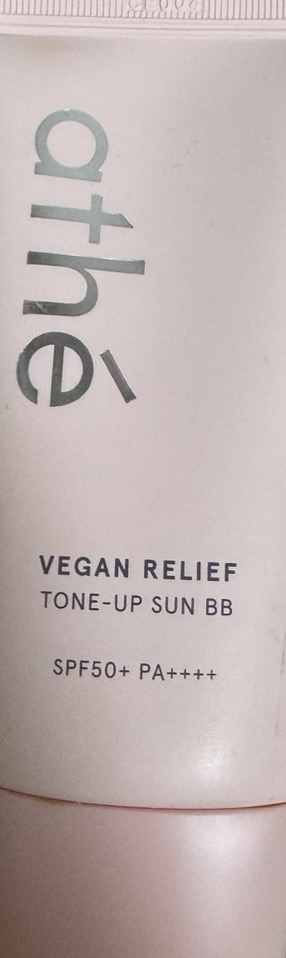 athé
VEGAN RELIEF
TONE-UP SUN BB
SPF50+ PA++++